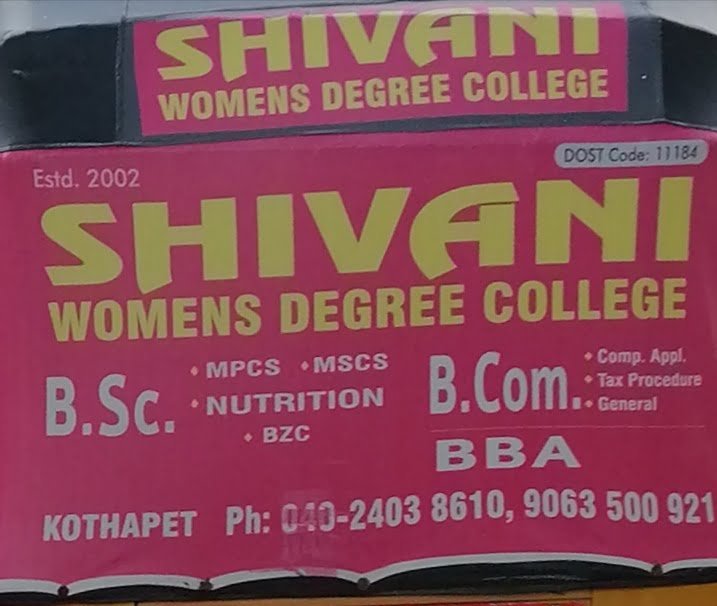 SHIVANI
WOMENS DEGREE COLLEGE
Estd. 2002
DOST Code: 11184
SHIVANI
WOMENS DEGREE COLLEGE
B.Sc. • MPCS • MSCS
• NUTRITION
• BZC
B.Com. • Comp. Appl.
• Tax Procedure
• General
BBA
KOTHAPET Ph: 040-2403 8610, 9063 500 921